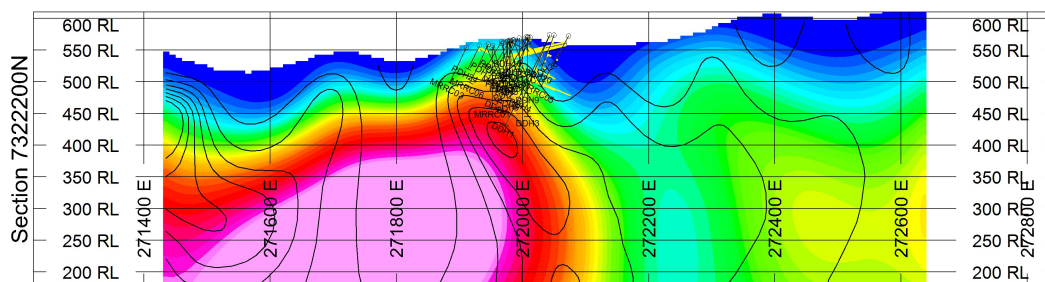 Section 7322200N
600 RL
600 RL
550 RL
550 RL
500 RL
500 RL
450 RL
450 RL
400 RL
400 RL
350 RL
350 RL
300 RL
300 RL
250 RL
250 RL
200 RL
200 RL
271400 E
271600 E
271800 E
272000 E
272200 E
272400 E
272600 E
272800 E
DDH3
DDH1